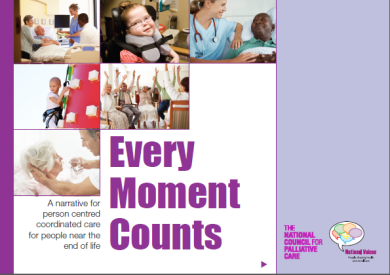 Every
Moment
Counts
A narrative for
person centred
coordinated care
for people near the
end of life
THE
NATIONAL
COUNCIL FOR
PALLIATIVE
CARE
National Voices